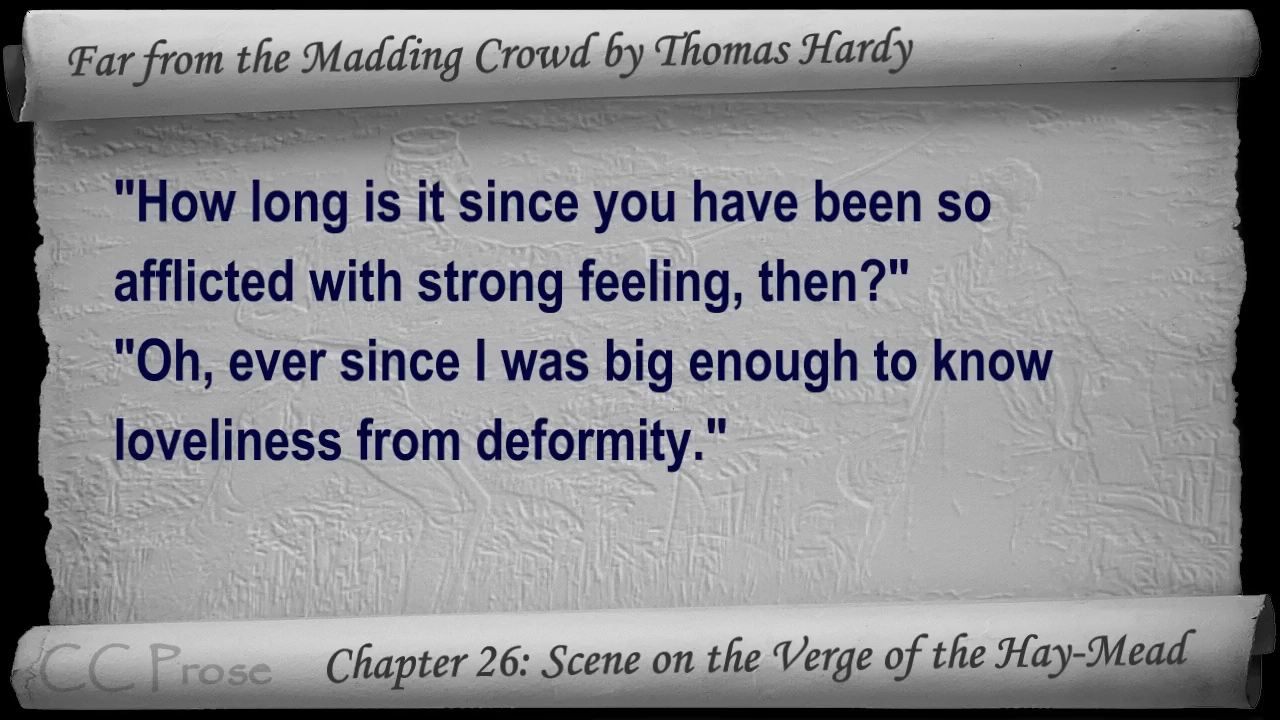 Far from the Madding Crowd by Thomas Hardy
"How long is it since you have been so
afflicted with strong feeling, then?"
"Oh, ever since I was big enough to know
loveliness from deformity."
CC Prose
Chapter 26: Scene on the Verge of the Hay-Mead